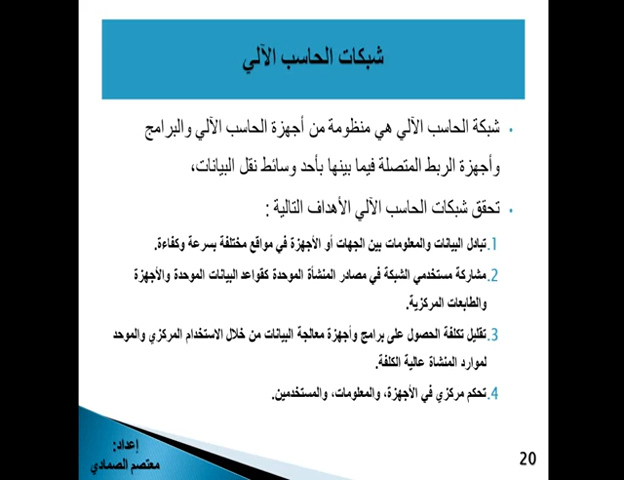 شبكات الحاسب الآلي
• شبكة الحاسب الآلي هي منظومة من أجهزة الحاسب الآلي والبرامج
وأجهزة الربط المتصلة فيما بينها بأحد وسائط نقل البيانات،
• تحقق شبكات الحاسب الآلي الأهداف التالية :
1. تبادل البيانات والمعلومات بين الجهات أو الأجهزة في مواقع مختلفة بسرعة وكفاءة.
2. مشاركة مستخدمي الشبكة في مصادر المنشأة الموحدة كقواعد البيانات الموحدة والأجهزة
والطابعات المركزية.
3. تقليل تكلفة الحصول على برامج وأجهزة معالجة البيانات من خلال الاستخدام المركزي والموحد
لموارد المنشاة عالية الكلفة.
4. تحكم مركزي في الأجهزة، والمعلومات، والمستخدمين.
إعداد:
معتصم الصمادي
20